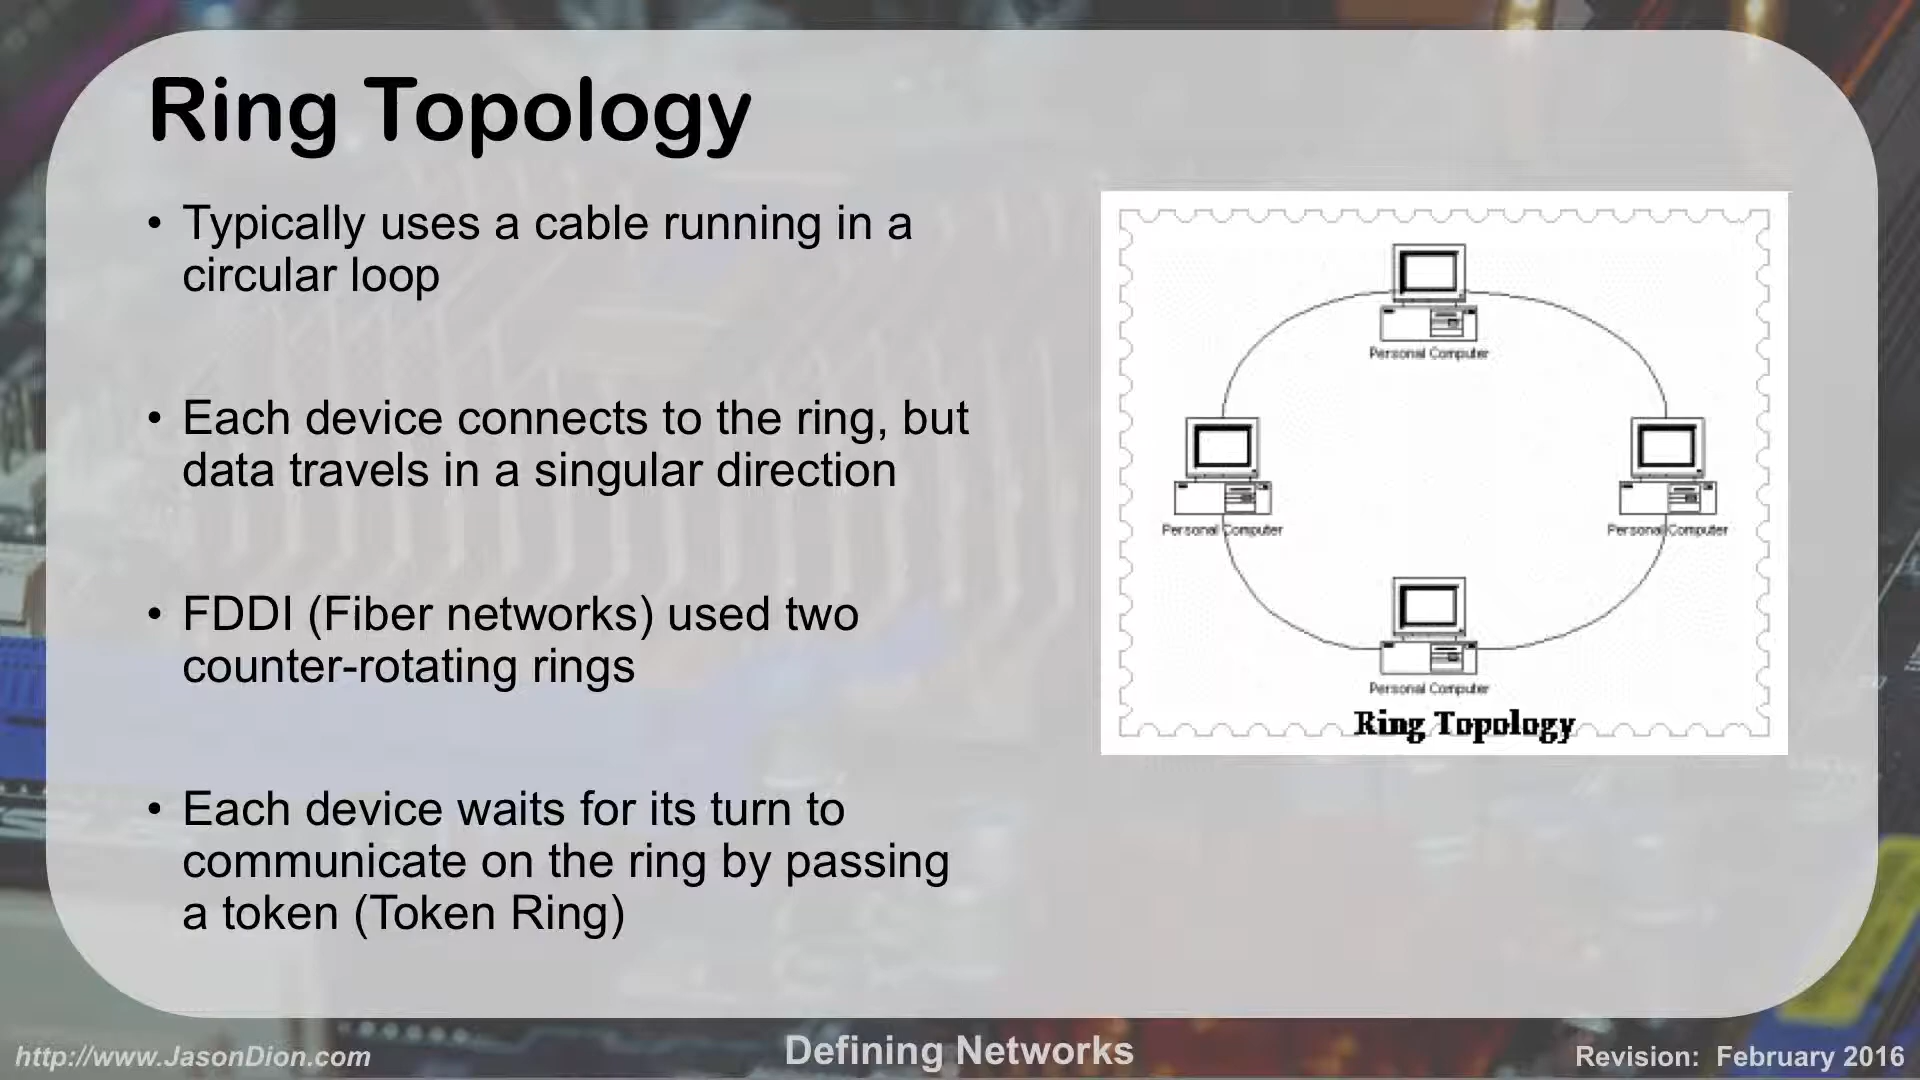 Ring Topology
• Typically uses a cable running in a
circular loop
• Each device connects to the ring, but
data travels in a singular direction
• FDDI (Fiber networks) used two
counter-rotating rings
• Each device waits for its turn to
communicate on the ring by passing
a token (Token Ring)
Personal Computer
Personal Computer
Personal Computer
Personal Computer
Ring Topology
http://www.JasonDion.com
Defining Networks
Revision: February 2016